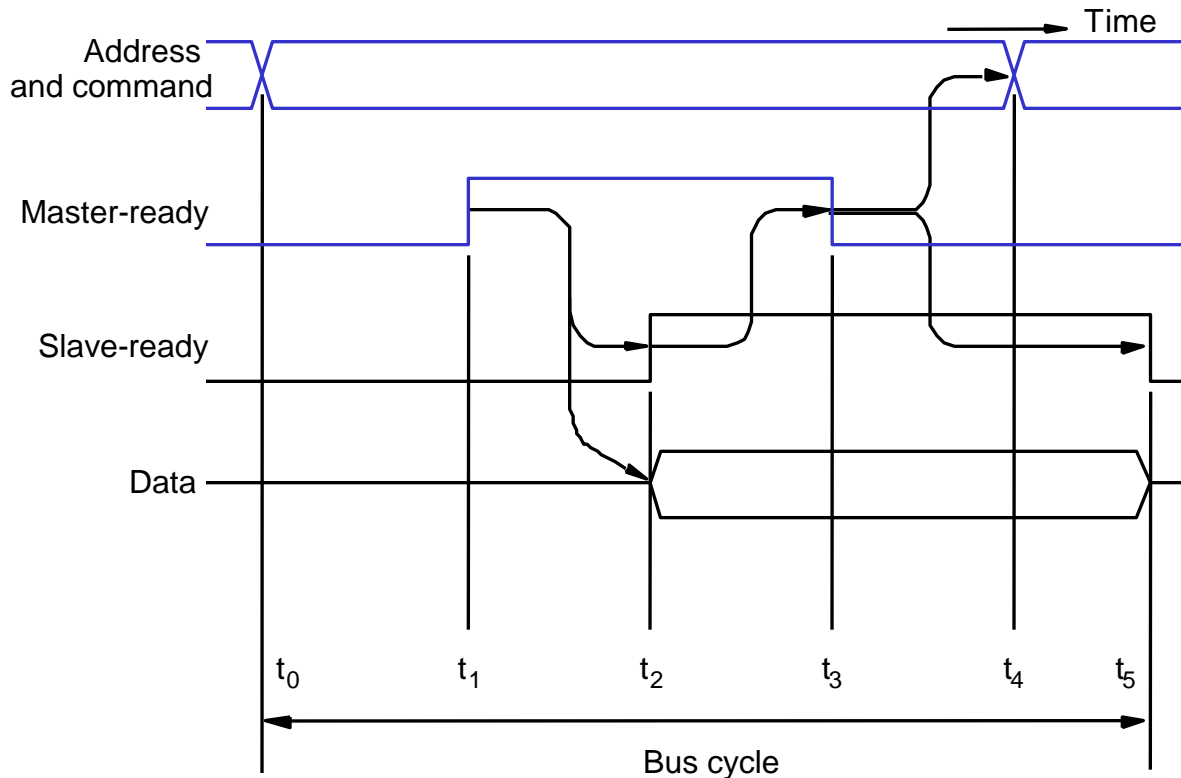 Time
Address
and command
Master-ready
Slave-ready
Data
t0 t1 t2 t3 t4 t5
Bus cycle